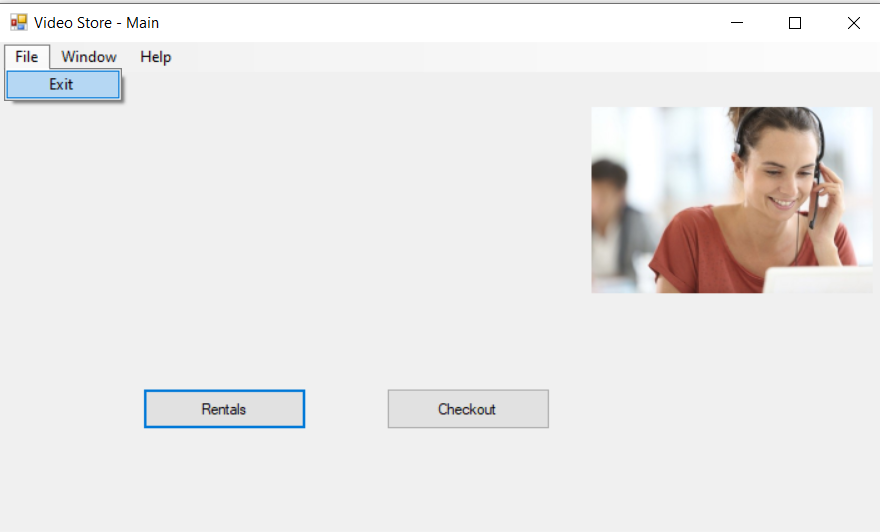 Video Store - Main
File Window Help
Exit
Rentals Checkout